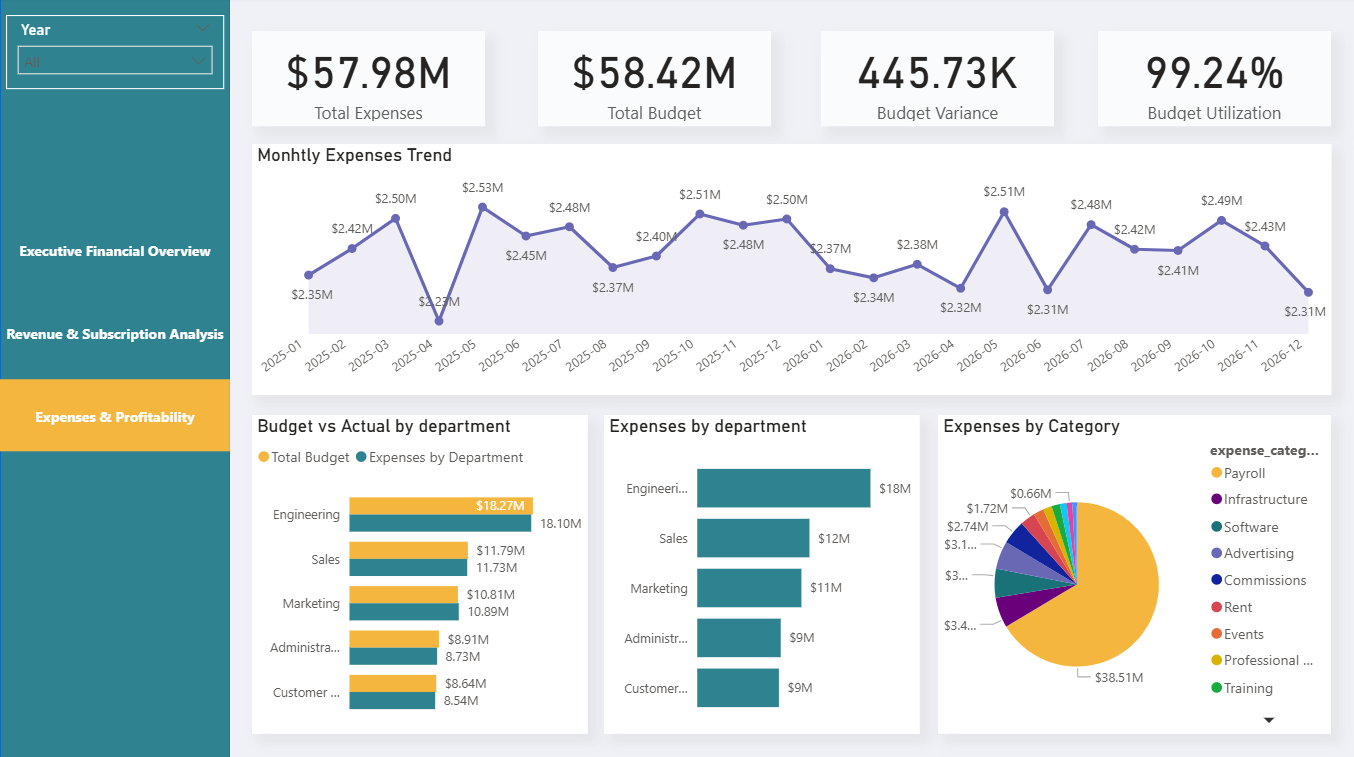 Year
All
Executive Financial Overview
Revenue & Subscription Analysis
Expenses & Profitability
$57.98M
Total Expenses
$58.42M
Total Budget
445.73K
Budget Variance
99.24%
Budget Utilization
Monhtly Expenses Trend
$2.35M
$2.42M
$2.50M
$2.23M
$2.53M
$2.45M
$2.48M
$2.37M
$2.40M
$2.51M
$2.48M
$2.50M
$2.37M
$2.34M
$2.38M
$2.32M
$2.51M
$2.31M
$2.48M
$2.42M
$2.41M
$2.49M
$2.43M
$2.31M
2025-01
2025-02
2025-03
2025-04
2025-05
2025-06
2025-07
2025-08
2025-09
2025-10
2025-11
2025-12
2026-01
2026-02
2026-03
2026-04
2026-05
2026-06
2026-07
2026-08
2026-09
2026-10
2026-11
2026-12
Budget vs Actual by department
Total Budget Expenses by Department
Engineering $18.27M
18.10M
Sales $11.79M
11.73M
Marketing $10.81M
10.89M
Administra... $8.91M
8.73M
Customer ... $8.64M
8.54M
Expenses by department
Engineeri... $18M
Sales $12M
Marketing $11M
Administr... $9M
Customer... $9M
Expenses by Category
$0.66M
$1.72M
$2.74M
$3.1...
$3...
$3.4...
$38.51M
expense_categ...
Payroll
Infrastructure
Software
Advertising
Commissions
Rent
Events
Professional ...
Training